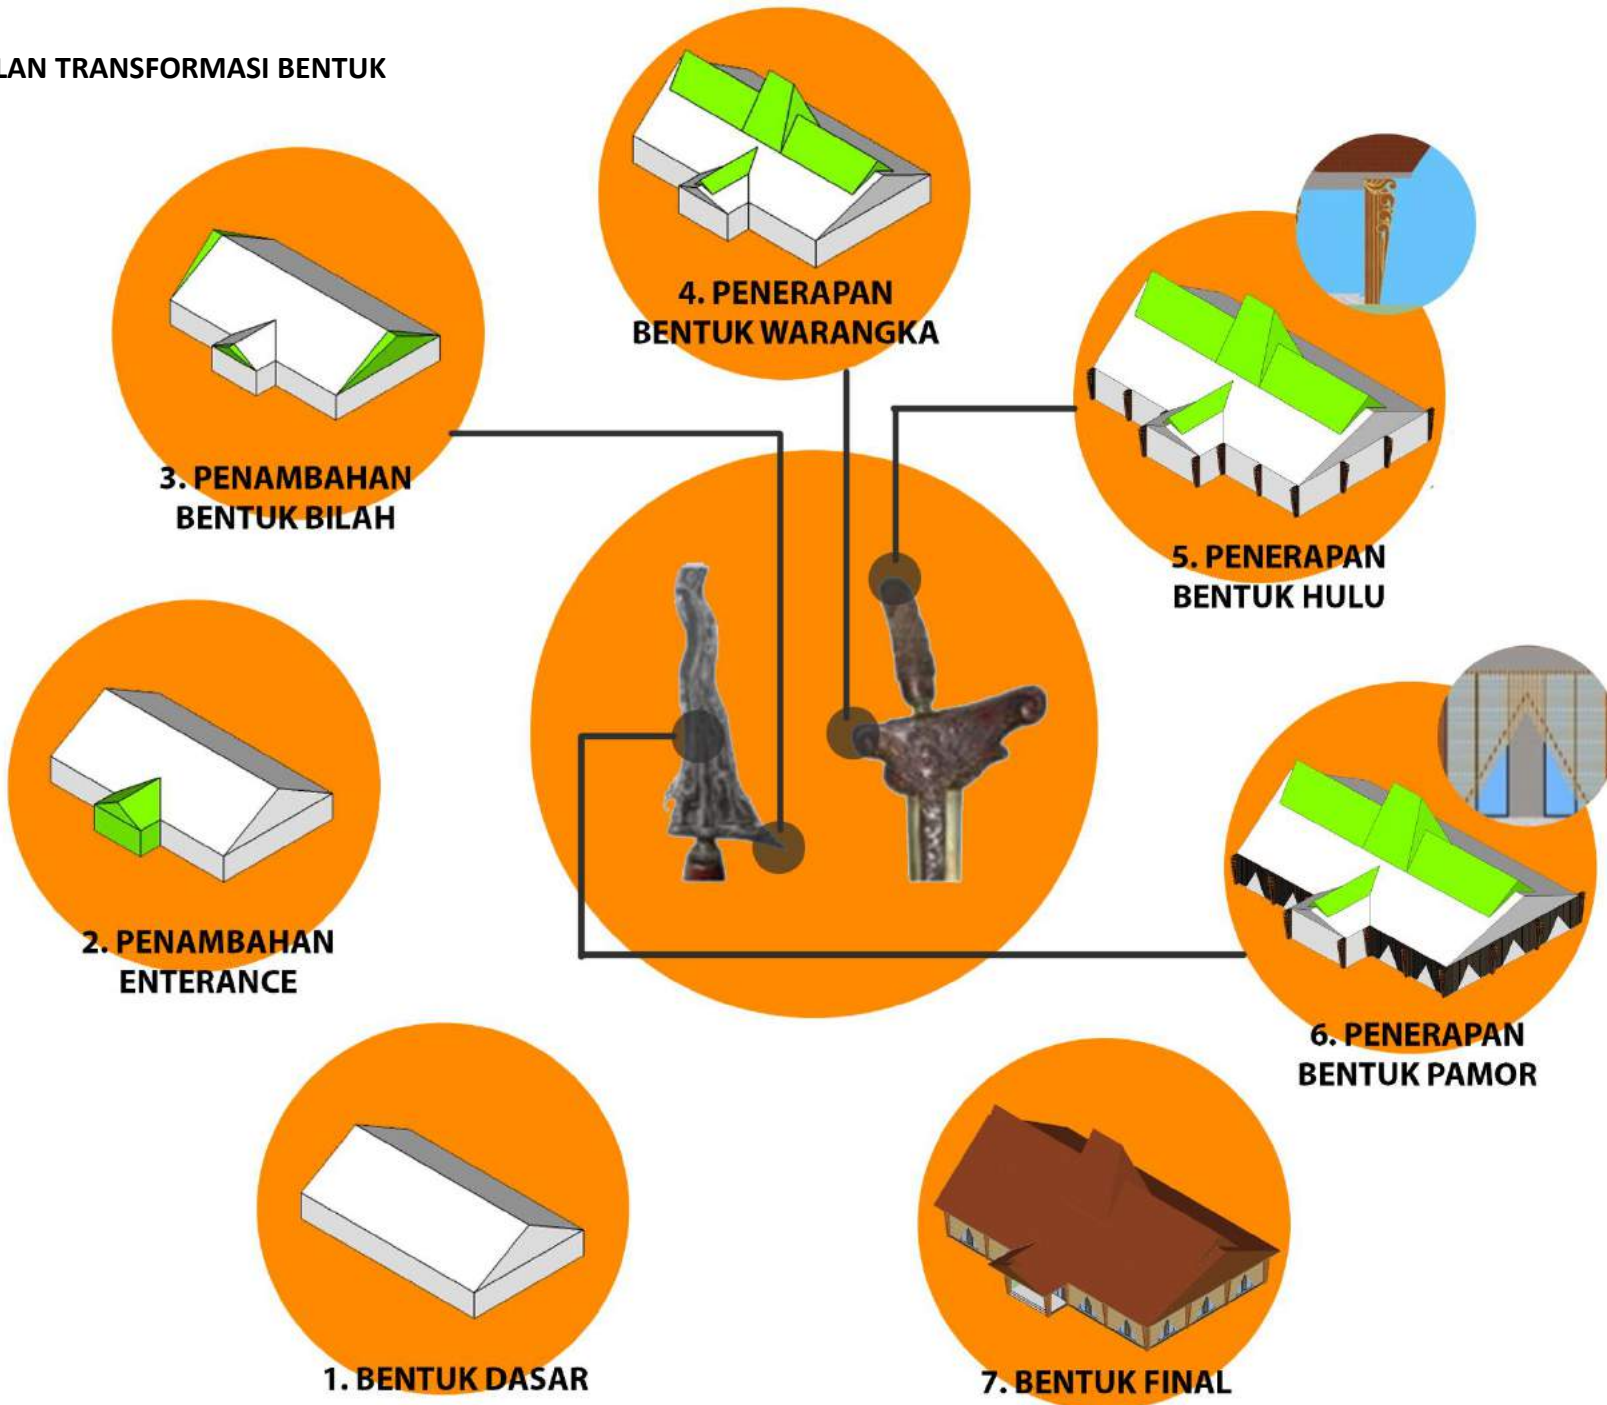 LAN TRANSFORMASI BENTUK
4. PENERAPAN
BENTUK WARANGKA
3. PENAMBAHAN
BENTUK BILAH
5. PENERAPAN
BENTUK HULU
2. PENAMBAHAN
ENTERANCE
6. PENERAPAN
BENTUK PAMOR
1. BENTUK DASAR
7. BENTUK FINAL